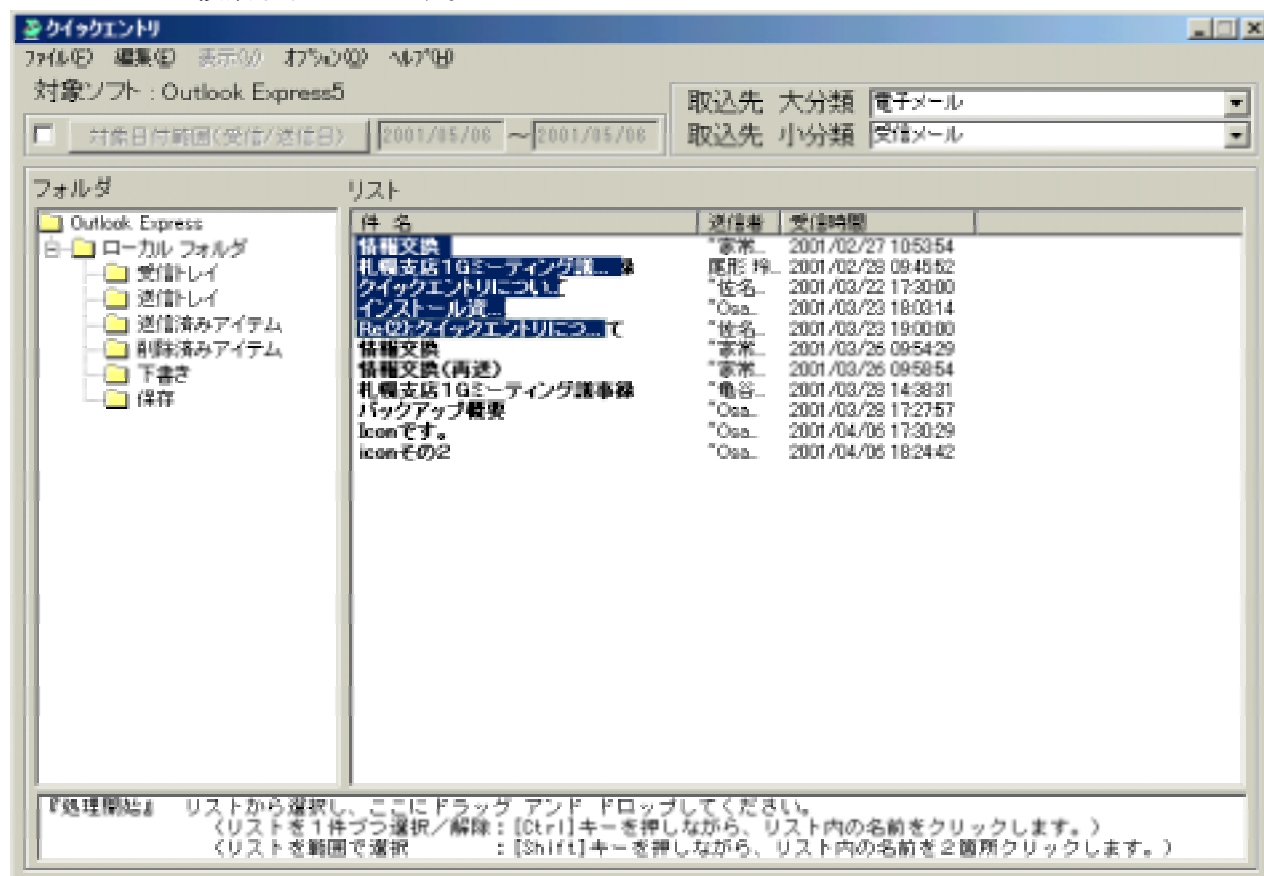 クイックエントリ
ファイル(F) 編集(E) 表示(V) オプション(O) ヘルプ(H)
対象ソフト : Outlook Express5
取込先 大分類 電子メール
対象日付範囲(受信/送信日) 2001/05/06 ～ 2001/05/06
取込先 小分類 受信メール
フォルダ
リスト
Outlook Express
ローカル フォルダ
受信トレイ
送信トレイ
送信済みアイテム
削除済みアイテム
下書き
保存
件 名 送信者 受信時間
情報交換 "家常... 2001/02/27 10:53:54
札幌支店1Gミーティング議... 録 尾形 2001/02/28 09:45:52
クイックエントリについ... "佐名... 2001/03/22 17:30:00
インストール資... "Osa... 2001/03/23 18:03:14
Re(2):クイックエントリにつ... て "佐名... 2001/03/23 19:00:00
情報交換 "家常... 2001/03/26 09:54:29
情報交換(再送) "家常... 2001/03/26 09:58:54
札幌支店1Gミーティング議事録 "亀谷... 2001/03/28 14:38:31
バックアップ概要 "Osa... 2001/03/28 17:27:57
Iconです。 "Osa... 2001/04/06 17:30:29
iconその2 "Osa... 2001/04/06 18:24:42
『処理開始』 リストから選択し、ここにドラッグ アンド ドロップしてください。
(リストを1件づつ選択/解除:[Ctrl]キーを押しながら、リスト内の名前をクリックします。)
(リストを範囲で選択 :[Shift]キーを押しながら、リスト内の名前を2箇所クリックします。)